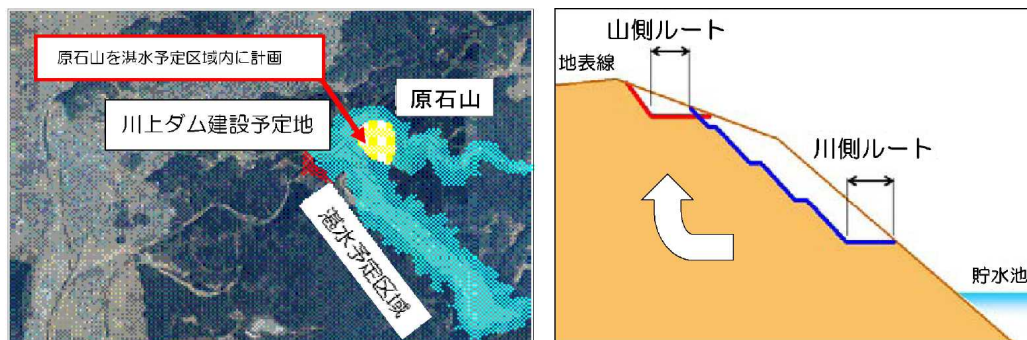 原石山を湛水予定区域内に計画
原石山
川上ダム建設予定地
湛水予定区域
山側ルート
地表線
川側ルート
貯水池